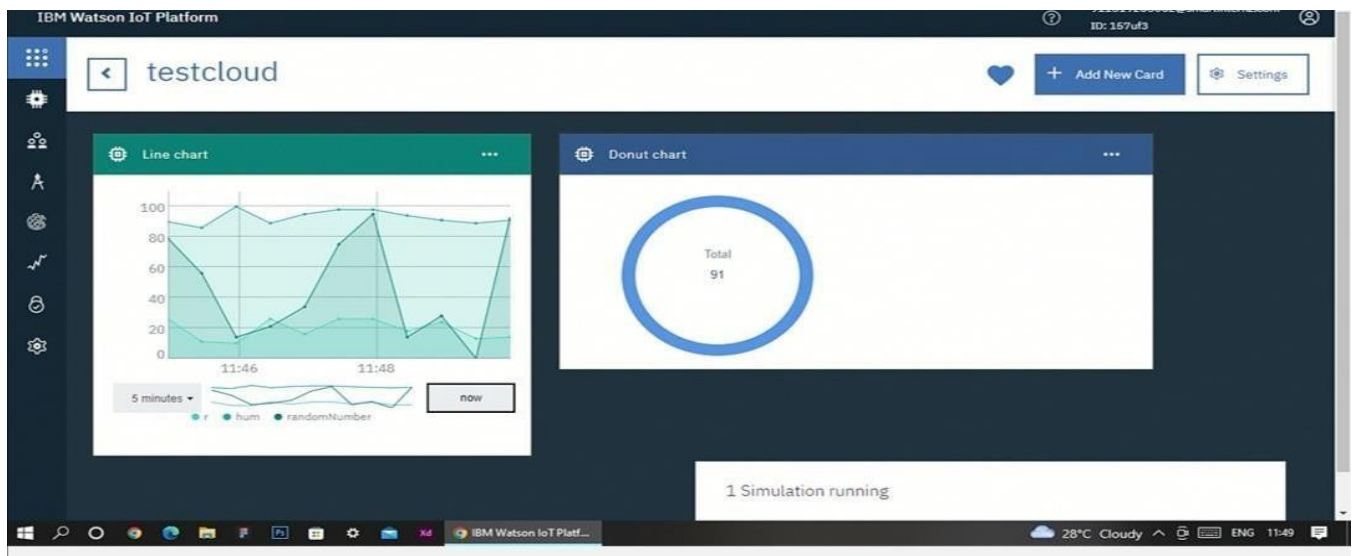 IBM Watson IoT Platform
ID: 157uf3
testcloud
+ Add New Card
Settings
Line chart
Donut chart
100
80
60
40
20
0
11:46
11:48
5 minutes
now
r
hum
randomNumber
Total
91
1 Simulation running
IBM Watson IoT Platf...
28°C Cloudy
ENG
11:49